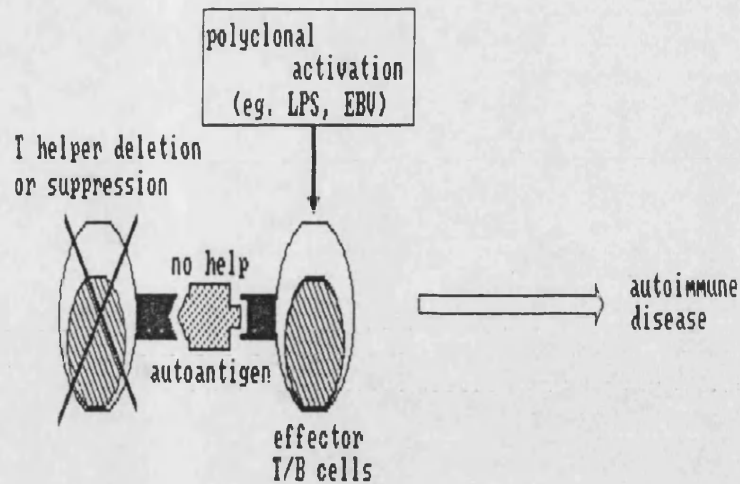 polyclonal
activation
(eg. LPS, EBV)
T helper deletion
or suppression
no help
autoantigen
autoimmune
disease
effector
T/B cells